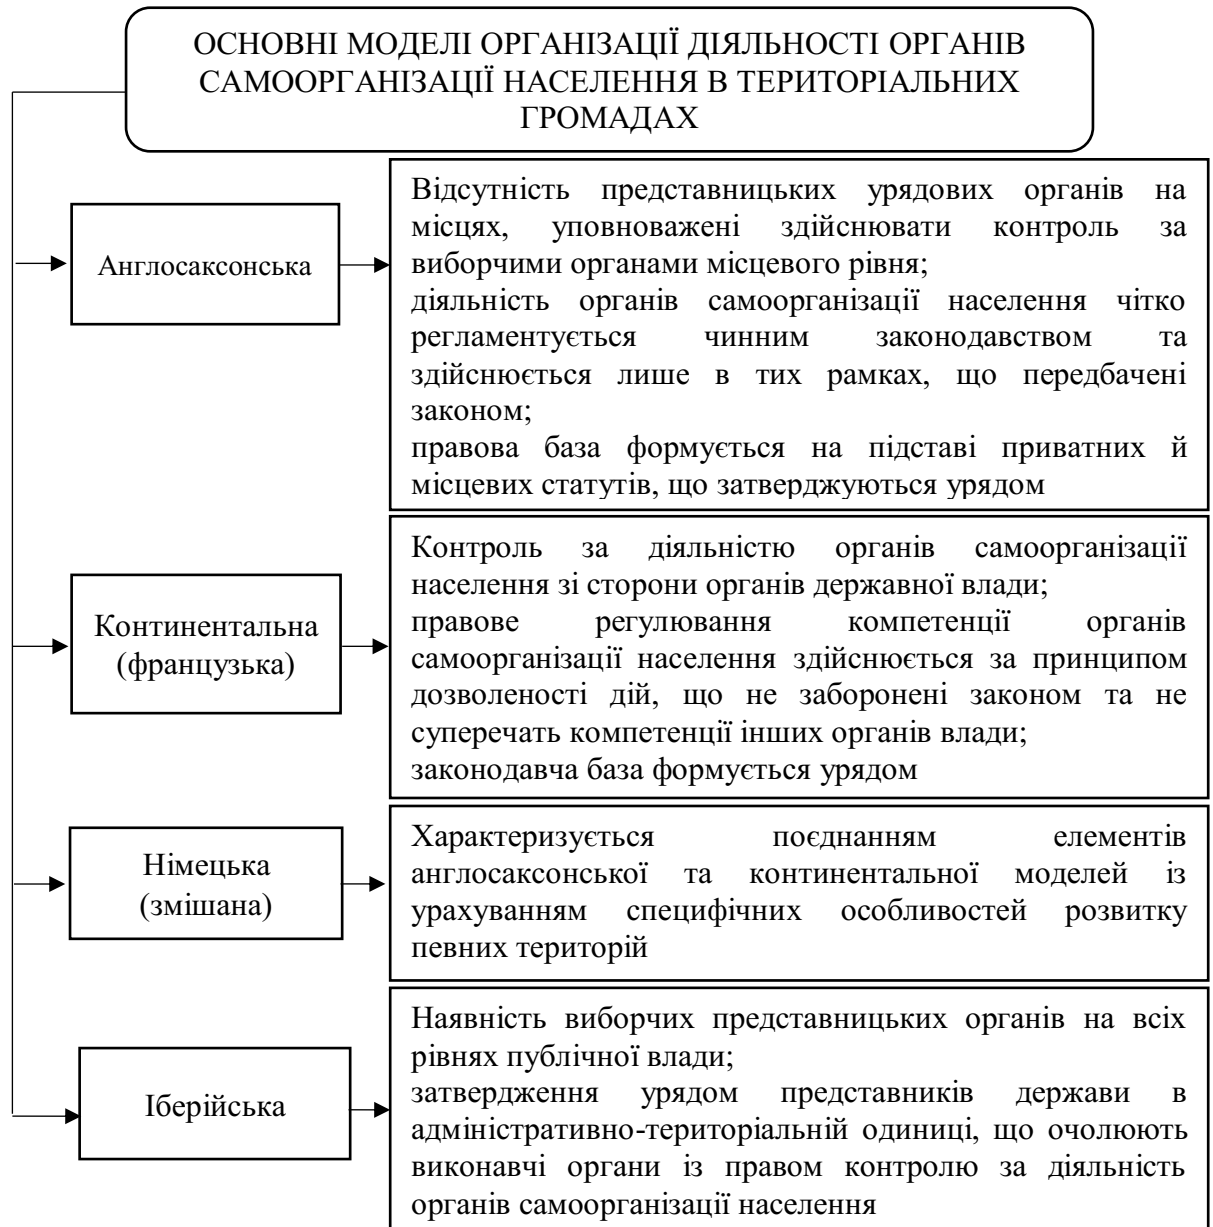 ОСНОВНІ МОДЕЛІ ОРГАНІЗАЦІЇ ДІЯЛЬНОСТІ ОРГАНІВ
САМООРГАНІЗАЦІЇ НАСЕЛЕННЯ В ТЕРИТОРІАЛЬНИХ
ГРОМАДАХ
Англосаксонська
Відсутність представницьких урядових органів на
місцях, уповноважені здійснювати контроль за
виборчими органами місцевого рівня;
діяльність органів самоорганізації населення чітко
регламентується чинним законодавством та
здійснюється лише в тих рамках, що передбачені
законом;
правова база формується на підставі приватних й
місцевих статутів, що затверджуються урядом
Континентальна
(французька)
Контроль за діяльністю органів самоорганізації
населення зі сторони органів державної влади;
правове регулювання компетенції органів
самоорганізації населення здійснюється за принципом
дозволеності дій, що не заборонені законом та не
суперечать компетенції інших органів влади;
законодавча база формується урядом
Німецька
(змішана)
Характеризується поєднанням елементів
англосаксонської та континентальної моделей із
урахуванням специфічних особливостей розвитку
певних територій
Іберійська
Наявність виборчих представницьких органів на всіх
рівнях публічної влади;
затвердження урядом представників держави в
адміністративно-територіальній одиниці, що очолюють
виконавчі органи із правом контролю за діяльність
органів самоорганізації населення